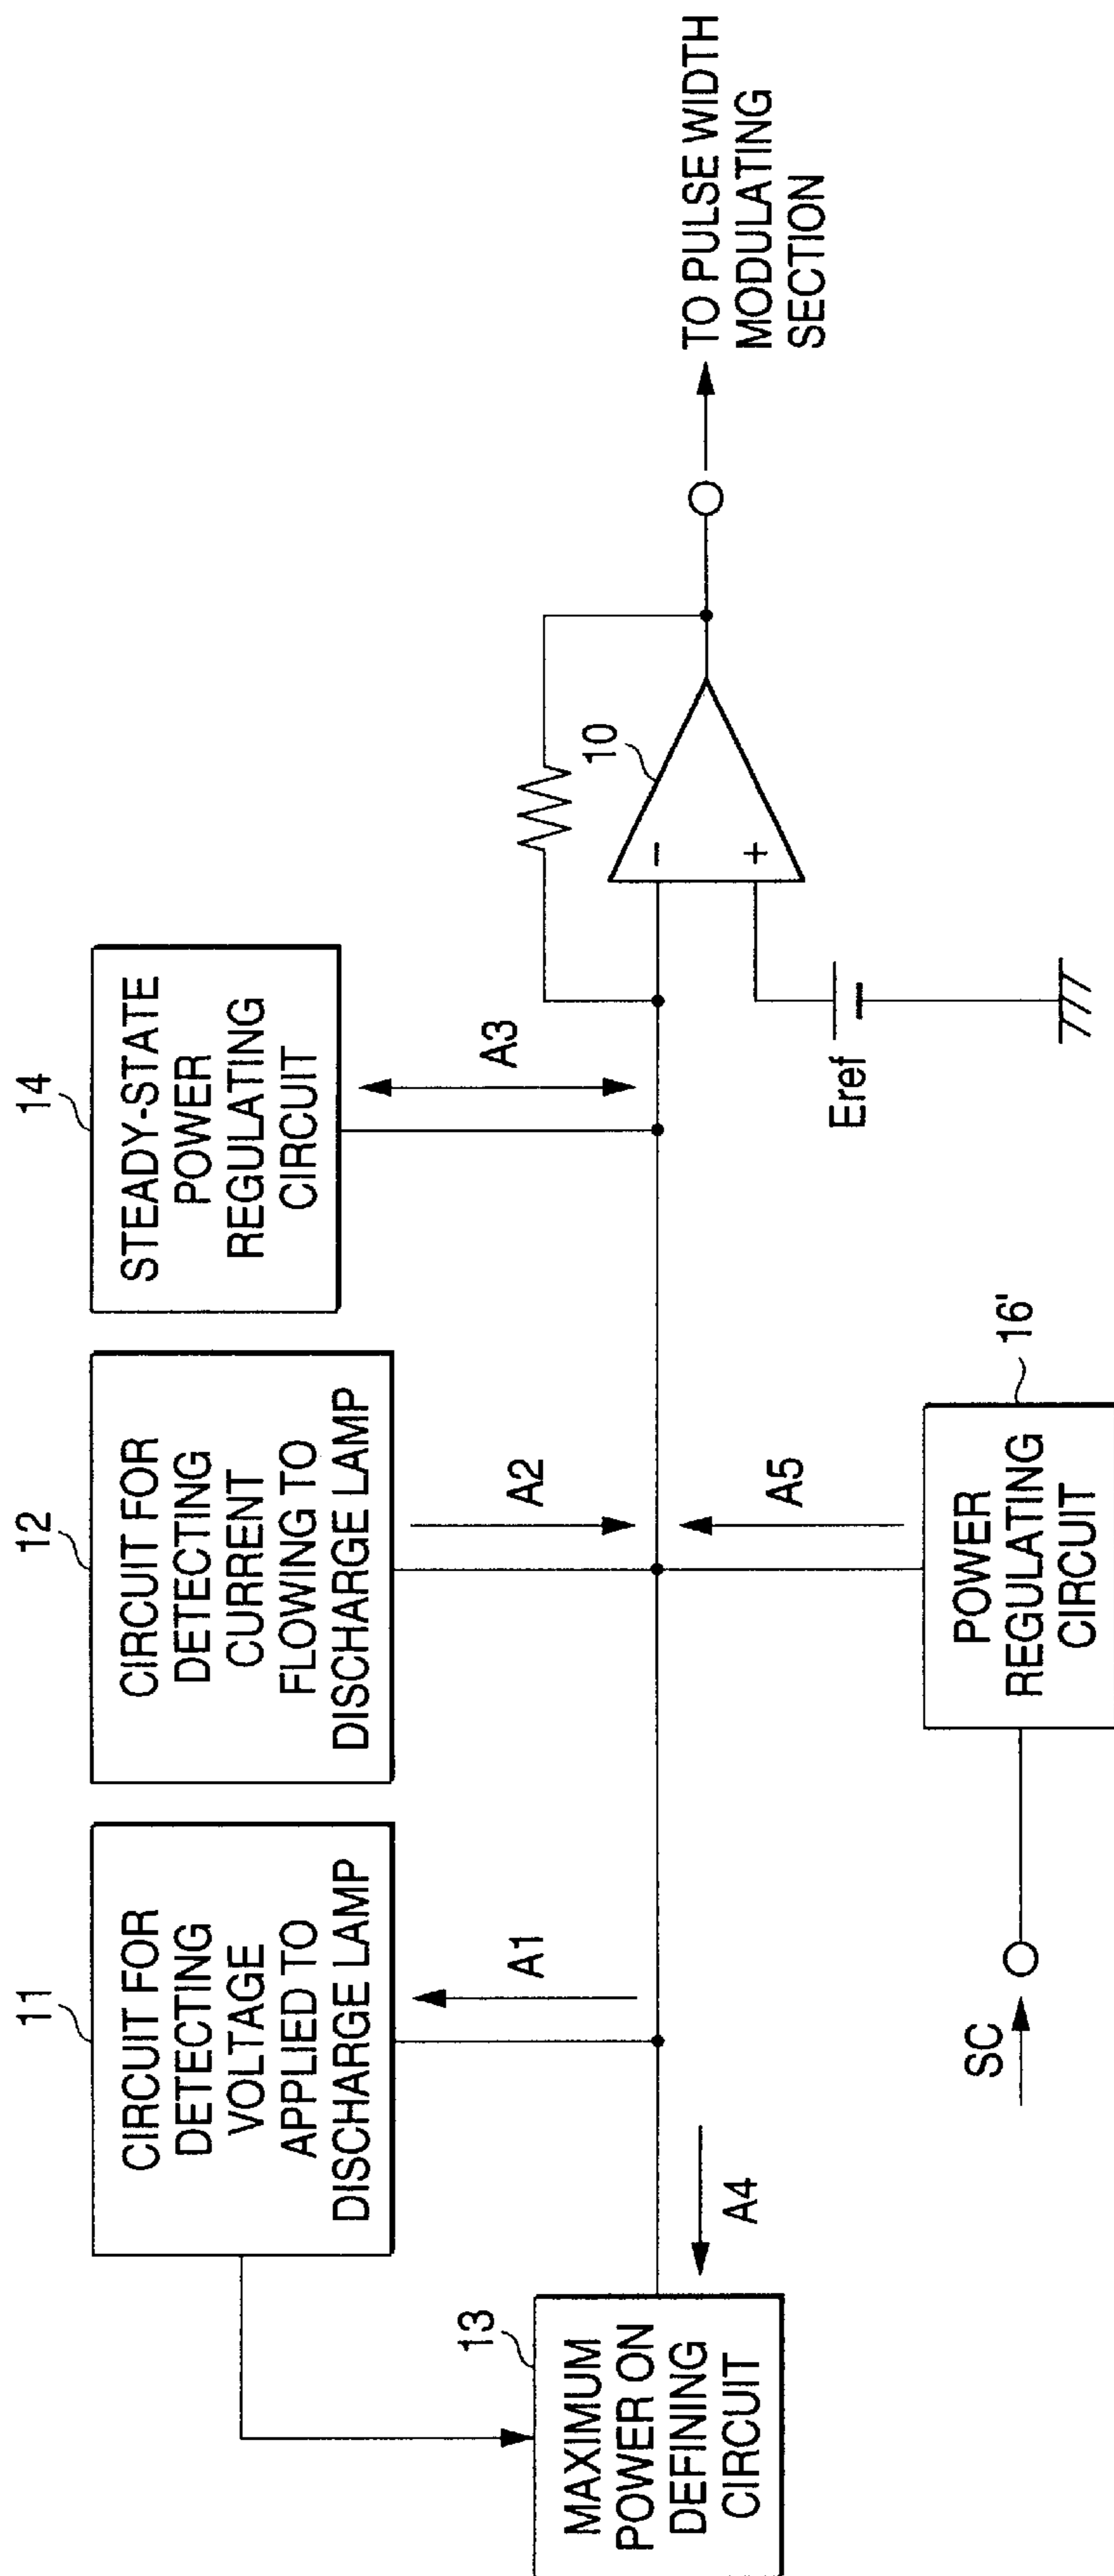 11
CIRCUIT FOR
DETECTING
VOLTAGE
APPLIED TO
DISCHARGE LAMP
12
CIRCUIT FOR
DETECTING
CURRENT
FLOWING TO
DISCHARGE LAMP
14
STEADY-STATE
POWER
REGULATING
CIRCUIT
A1
A2
A3
13
MAXIMUM
POWER ON
DEFINING
CIRCUIT
A4
A5
10
-
+
Eref
TO PULSE WIDTH
MODULATING
SECTION
SC
16'
POWER
REGULATING
CIRCUIT